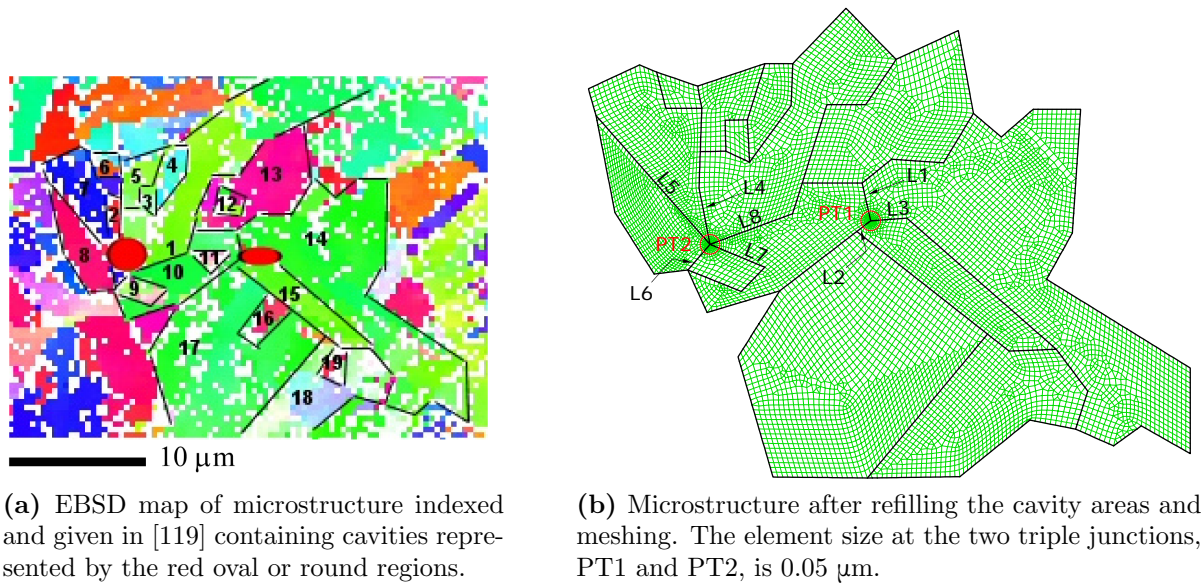 6
4
5
7
3
13
2
12
1
14
8
11
10
9
15
16
17
19
18
10 µm
L5
L4
L1
L8
PT1
L3
PT2
L7
L2
L6
(a) EBSD map of microstructure indexed
and given in [119] containing cavities repre-
sented by the red oval or round regions.
(b) Microstructure after refilling the cavity areas and
meshing. The element size at the two triple junctions,
PT1 and PT2, is 0.05 µm.